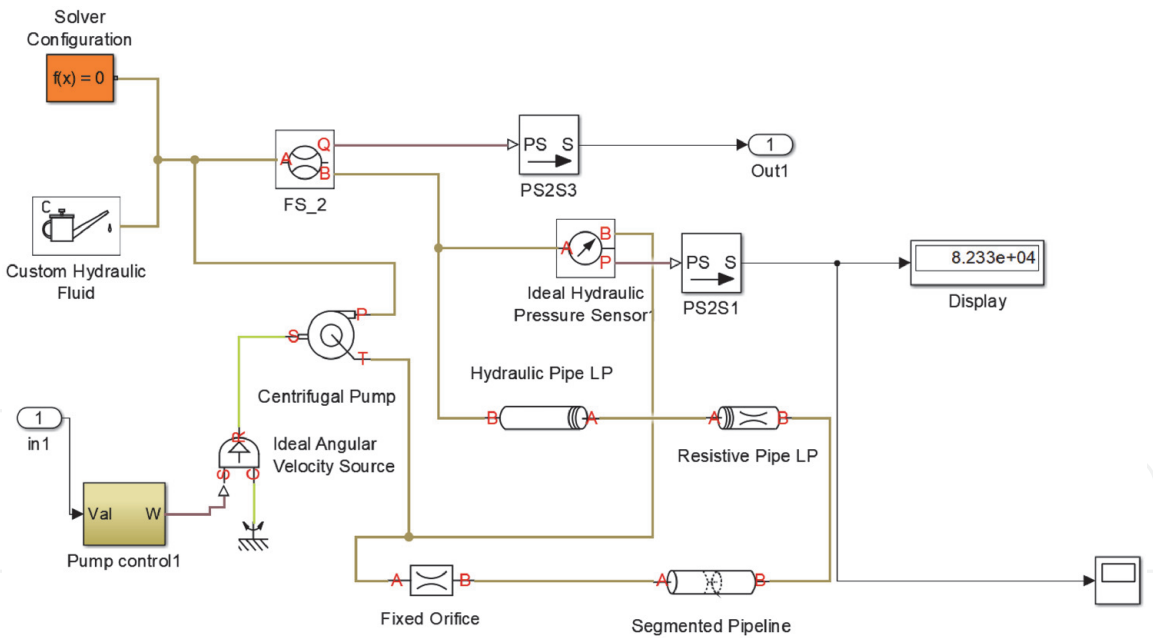 Solver
Configuration
f(x) = 0
C
Custom Hydraulic
Fluid
A
Q
B
FS_2
PS S
PS2S3
1
Out1
A
B
P
Ideal Hydraulic
Pressure Sensor1
PS S
PS2S1
8.233e+04
Display
S
P
T
Centrifugal Pump
Hydraulic Pipe LP
B
A
A
B
Resistive Pipe LP
1
in1
R
S
C
Ideal Angular
Velocity Source
Val W
Pump control1
A
B
Fixed Orifice
A
B
Segmented Pipeline